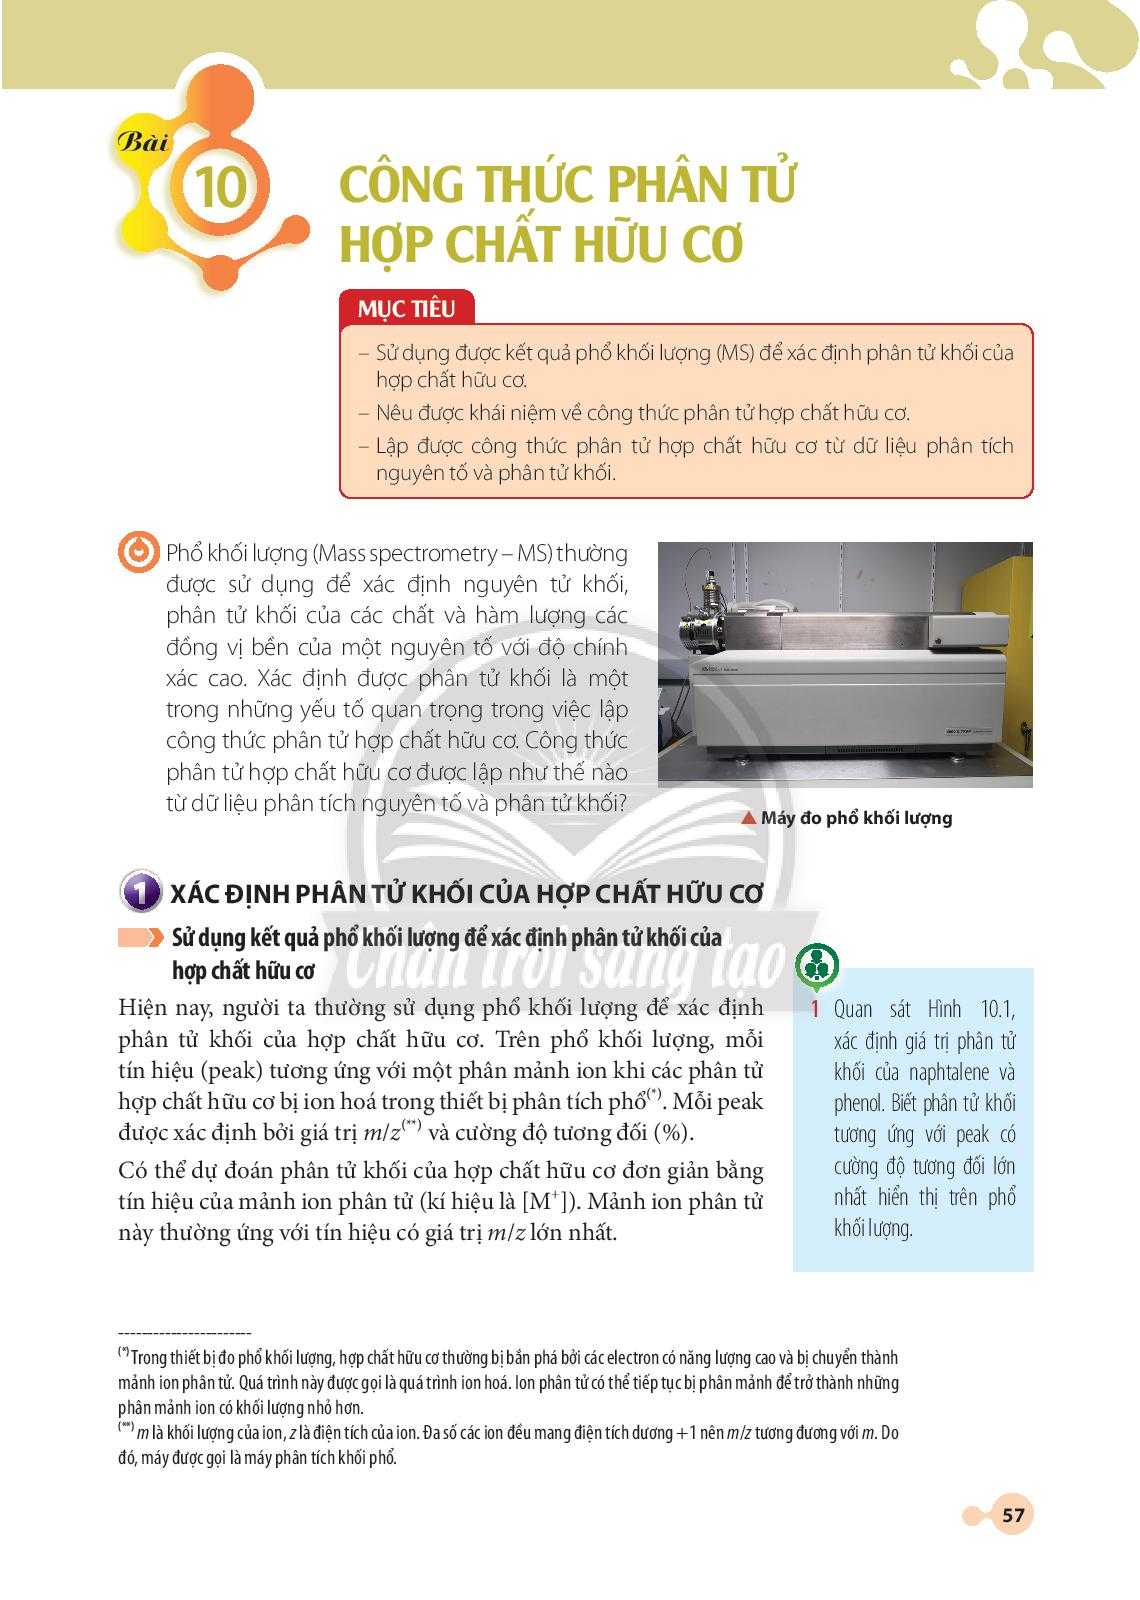 Bài
10
CÔNG THỨC PHÂN TỬ
HỢP CHẤT HỮU CƠ
MỤC TIÊU
– Sử dụng được kết quả phổ khối lượng (MS) để xác định phân tử khối của
hợp chất hữu cơ.
– Nêu được khái niệm về công thức phân tử hợp chất hữu cơ.
– Lập được công thức phân tử hợp chất hữu cơ từ dữ liệu phân tích
nguyên tố và phân tử khối.
Phổ khối lượng (Mass spectrometry – MS) thường
được sử dụng để xác định nguyên tử khối,
phân tử khối của các chất và hàm lượng các
đồng vị bền của một nguyên tố với độ chính
xác cao. Xác định được phân tử khối là một
trong những yếu tố quan trọng trong việc lập
công thức phân tử hợp chất hữu cơ. Công thức
phân tử hợp chất hữu cơ được lập như thế nào
từ dữ liệu phân tích nguyên tố và phân tử khối?
▲ Máy đo phổ khối lượng
1 XÁC ĐỊNH PHÂN TỬ KHỐI CỦA HỢP CHẤT HỮU CƠ
Sử dụng kết quả phổ khối lượng để xác định phân tử khối của
hợp chất hữu cơ
Chân trời sáng tạo
Hiện nay, người ta thường sử dụng phổ khối lượng để xác định
phân tử khối của hợp chất hữu cơ. Trên phổ khối lượng, mỗi
tín hiệu (peak) tương ứng với một phân mảnh ion khi các phân tử
hợp chất hữu cơ bị ion hoá trong thiết bị phân tích phổ(*). Mỗi peak
được xác định bởi giá trị m/z(**) và cường độ tương đối (%).
Có thể dự đoán phân tử khối của hợp chất hữu cơ đơn giản bằng
tín hiệu của mảnh ion phân tử (kí hiệu là [M+]). Mảnh ion phân tử
này thường ứng với tín hiệu có giá trị m/z lớn nhất.
1 Quan sát Hình 10.1,
xác định giá trị phân tử
khối của naphtalene và
phenol. Biết phân tử khối
tương ứng với peak có
cường độ tương đối lớn
nhất hiển thị trên phổ
khối lượng.
(*) Trong thiết bị đo phổ khối lượng, hợp chất hữu cơ thường bị bắn phá bởi các electron có năng lượng cao và bị chuyển thành
mảnh ion phân tử. Quá trình này được gọi là quá trình ion hoá. Ion phân tử có thể tiếp tục bị phân mảnh để trở thành những
phân mảnh ion có khối lượng nhỏ hơn.
(**) m là khối lượng của ion, z là điện tích của ion. Đa số các ion đều mang điện tích dương +1 nên m/z tương đương với m. Do
đó, máy được gọi là máy phân tích khối phổ.
57